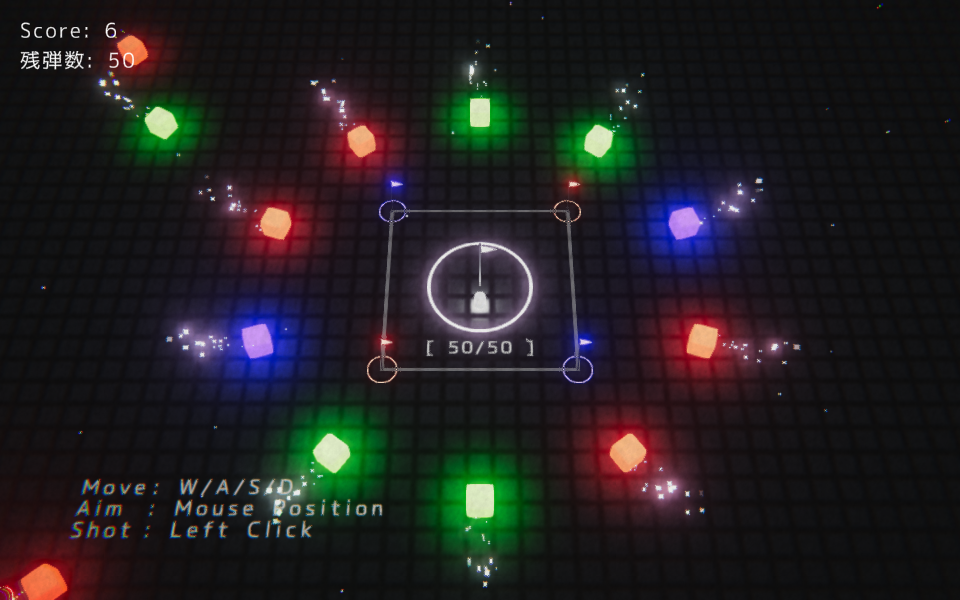 Score: 6
残弾数: 50
[ 50/50 ]
Move: W/A/S/D
Aim : Mouse Position
Shot : Left Click